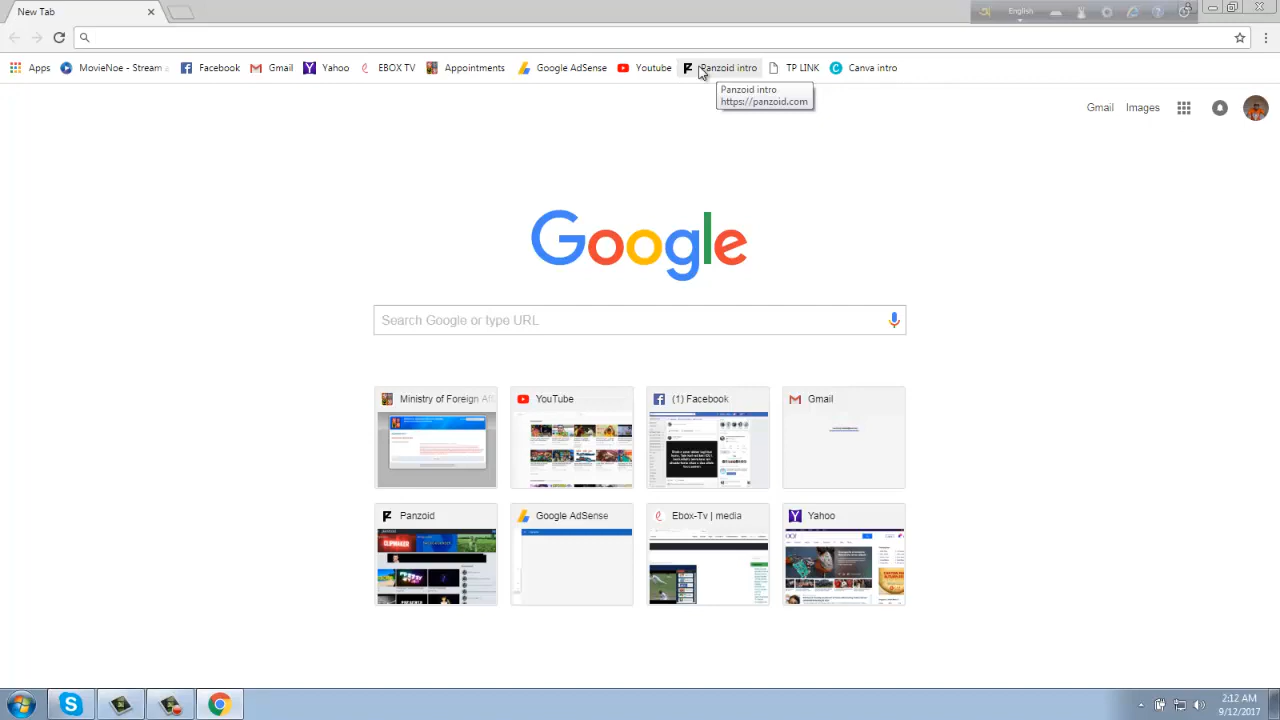 New Tab
English
Apps
MovieNoe - Stream a
Facebook
Gmail
Yahoo
EBOX TV
Appointments
Google AdSense
Youtube
Panzoid intro
TP LINK
Canva intro
Panzoid intro
https://panzoid.com
Gmail
Images
Google
Search Google or type URL
Ministry of Foreign Aff
YouTube
(1) Facebook
Gmail
Panzoid
Google AdSense
Ebox-Tv | media
Yahoo
2:12 AM
9/12/2017